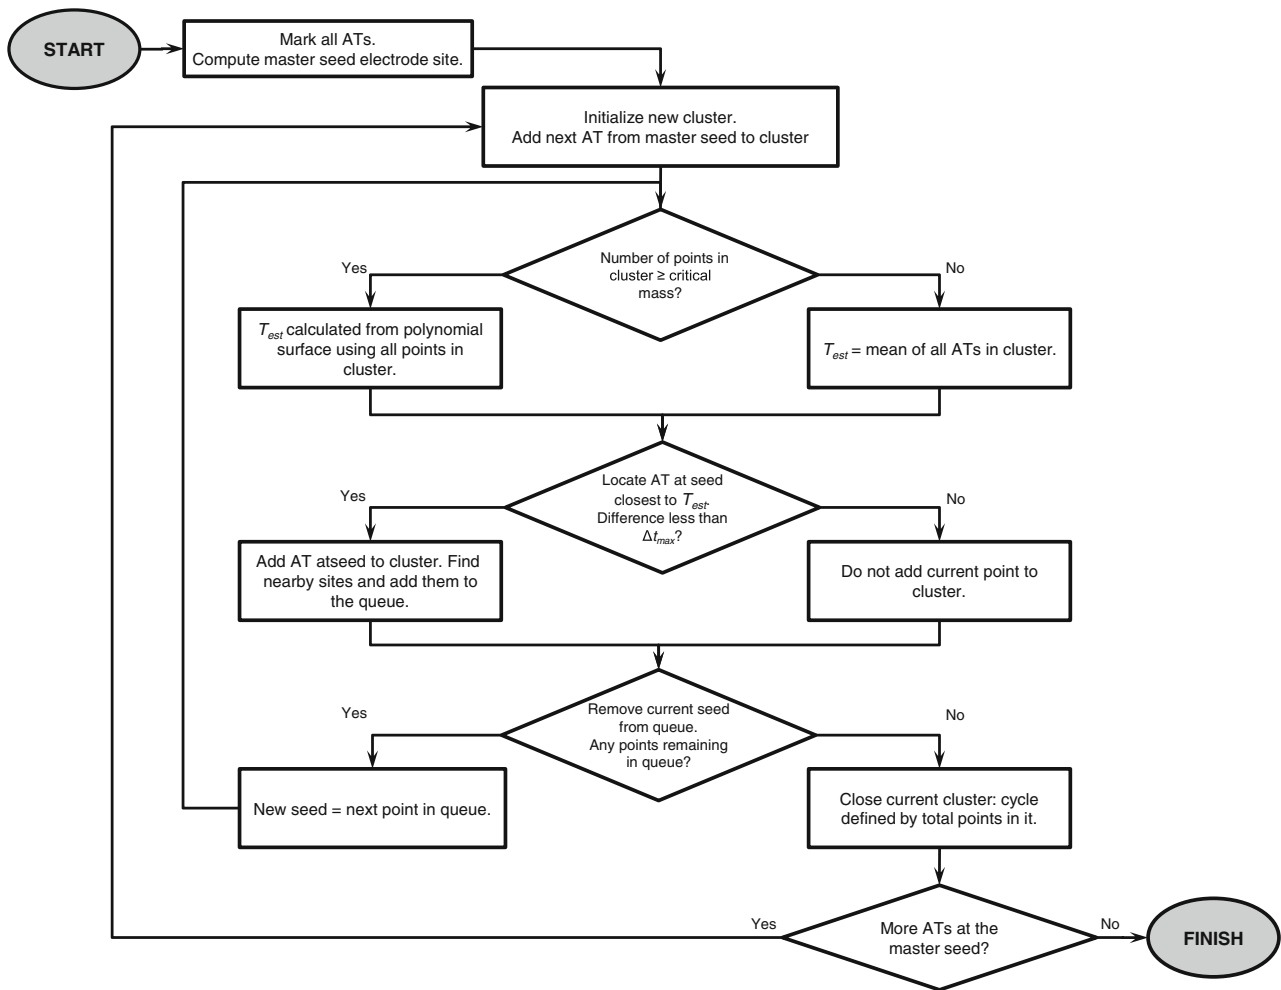 START
Mark all ATs.
Compute master seed electrode site.
Initialize new cluster.
Add next AT from master seed to cluster
Number of points in
cluster ≥ critical
mass?
Yes
No
Test calculated from polynomial
surface using all points in
cluster.
Test = mean of all ATs in cluster.
Locate AT at seed
closest to Test.
Difference less than
Δtmax?
Yes
No
Add AT atseed to cluster. Find
nearby sites and add them to
the queue.
Do not add current point to
cluster.
Remove current seed
from queue.
Any points remaining
in queue?
Yes
No
New seed = next point in queue.
Close current cluster: cycle
defined by total points in it.
More ATs at the
master seed?
Yes
No
FINISH